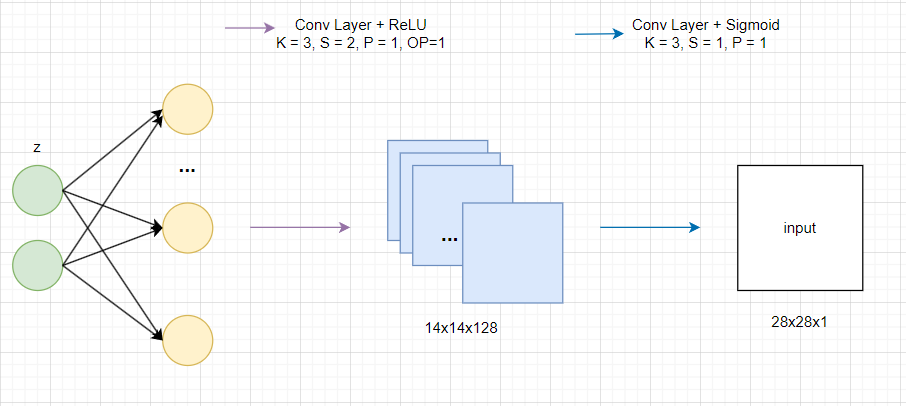 Conv Layer + ReLU
K = 3, S = 2, P = 1, OP=1
Conv Layer + Sigmoid
K = 3, S = 1, P = 1
z
...
...
input
14x14x128
28x28x1